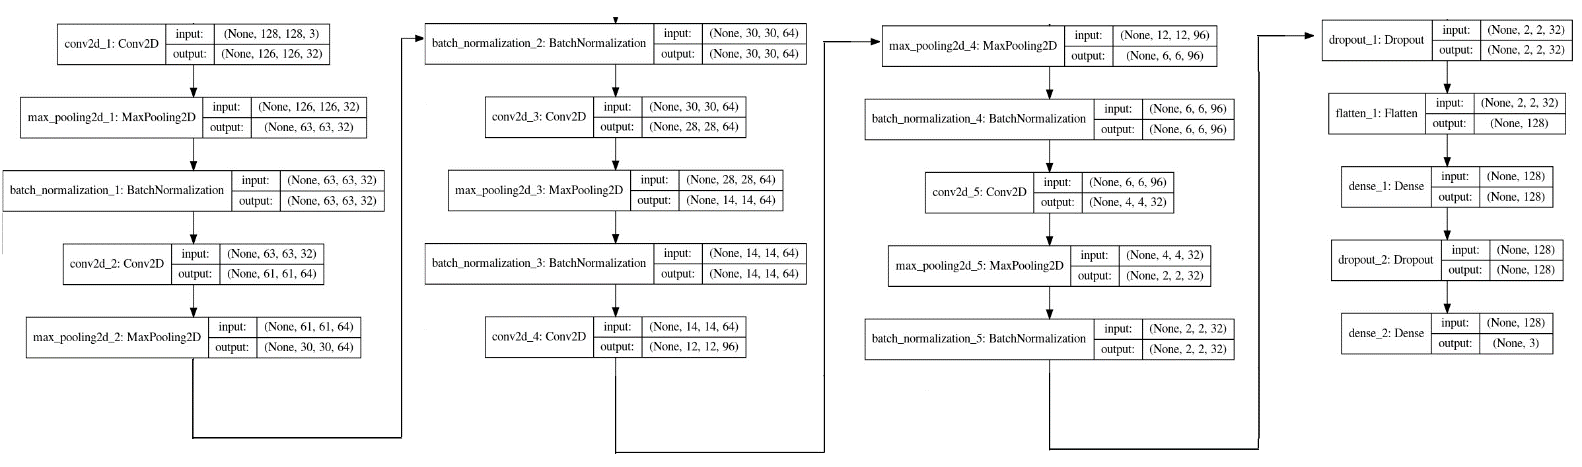 conv2d_1: Conv2D
input: (None, 128, 128, 3)
output: (None, 126, 126, 32)
max_pooling2d_1: MaxPooling2D
input: (None, 126, 126, 32)
output: (None, 63, 63, 32)
batch_normalization_1: BatchNormalization
input: (None, 63, 63, 32)
output: (None, 63, 63, 32)
conv2d_2: Conv2D
input: (None, 63, 63, 32)
output: (None, 61, 61, 64)
max_pooling2d_2: MaxPooling2D
input: (None, 61, 61, 64)
output: (None, 30, 30, 64)
batch_normalization_2: BatchNormalization
input: (None, 30, 30, 64)
output: (None, 30, 30, 64)
conv2d_3: Conv2D
input: (None, 30, 30, 64)
output: (None, 28, 28, 64)
max_pooling2d_3: MaxPooling2D
input: (None, 28, 28, 64)
output: (None, 14, 14, 64)
batch_normalization_3: BatchNormalization
input: (None, 14, 14, 64)
output: (None, 14, 14, 64)
conv2d_4: Conv2D
input: (None, 14, 14, 64)
output: (None, 12, 12, 96)
max_pooling2d_4: MaxPooling2D
input: (None, 12, 12, 96)
output: (None, 6, 6, 96)
batch_normalization_4: BatchNormalization
input: (None, 6, 6, 96)
output: (None, 6, 6, 96)
conv2d_5: Conv2D
input: (None, 6, 6, 96)
output: (None, 4, 4, 32)
max_pooling2d_5: MaxPooling2D
input: (None, 4, 4, 32)
output: (None, 2, 2, 32)
batch_normalization_5: BatchNormalization
input: (None, 2, 2, 32)
output: (None, 2, 2, 32)
dropout_1: Dropout
input: (None, 2, 2, 32)
output: (None, 2, 2, 32)
flatten_1: Flatten
input: (None, 2, 2, 32)
output: (None, 128)
dense_1: Dense
input: (None, 128)
output: (None, 128)
dropout_2: Dropout
input: (None, 128)
output: (None, 128)
dense_2: Dense
input: (None, 128)
output: (None, 3)